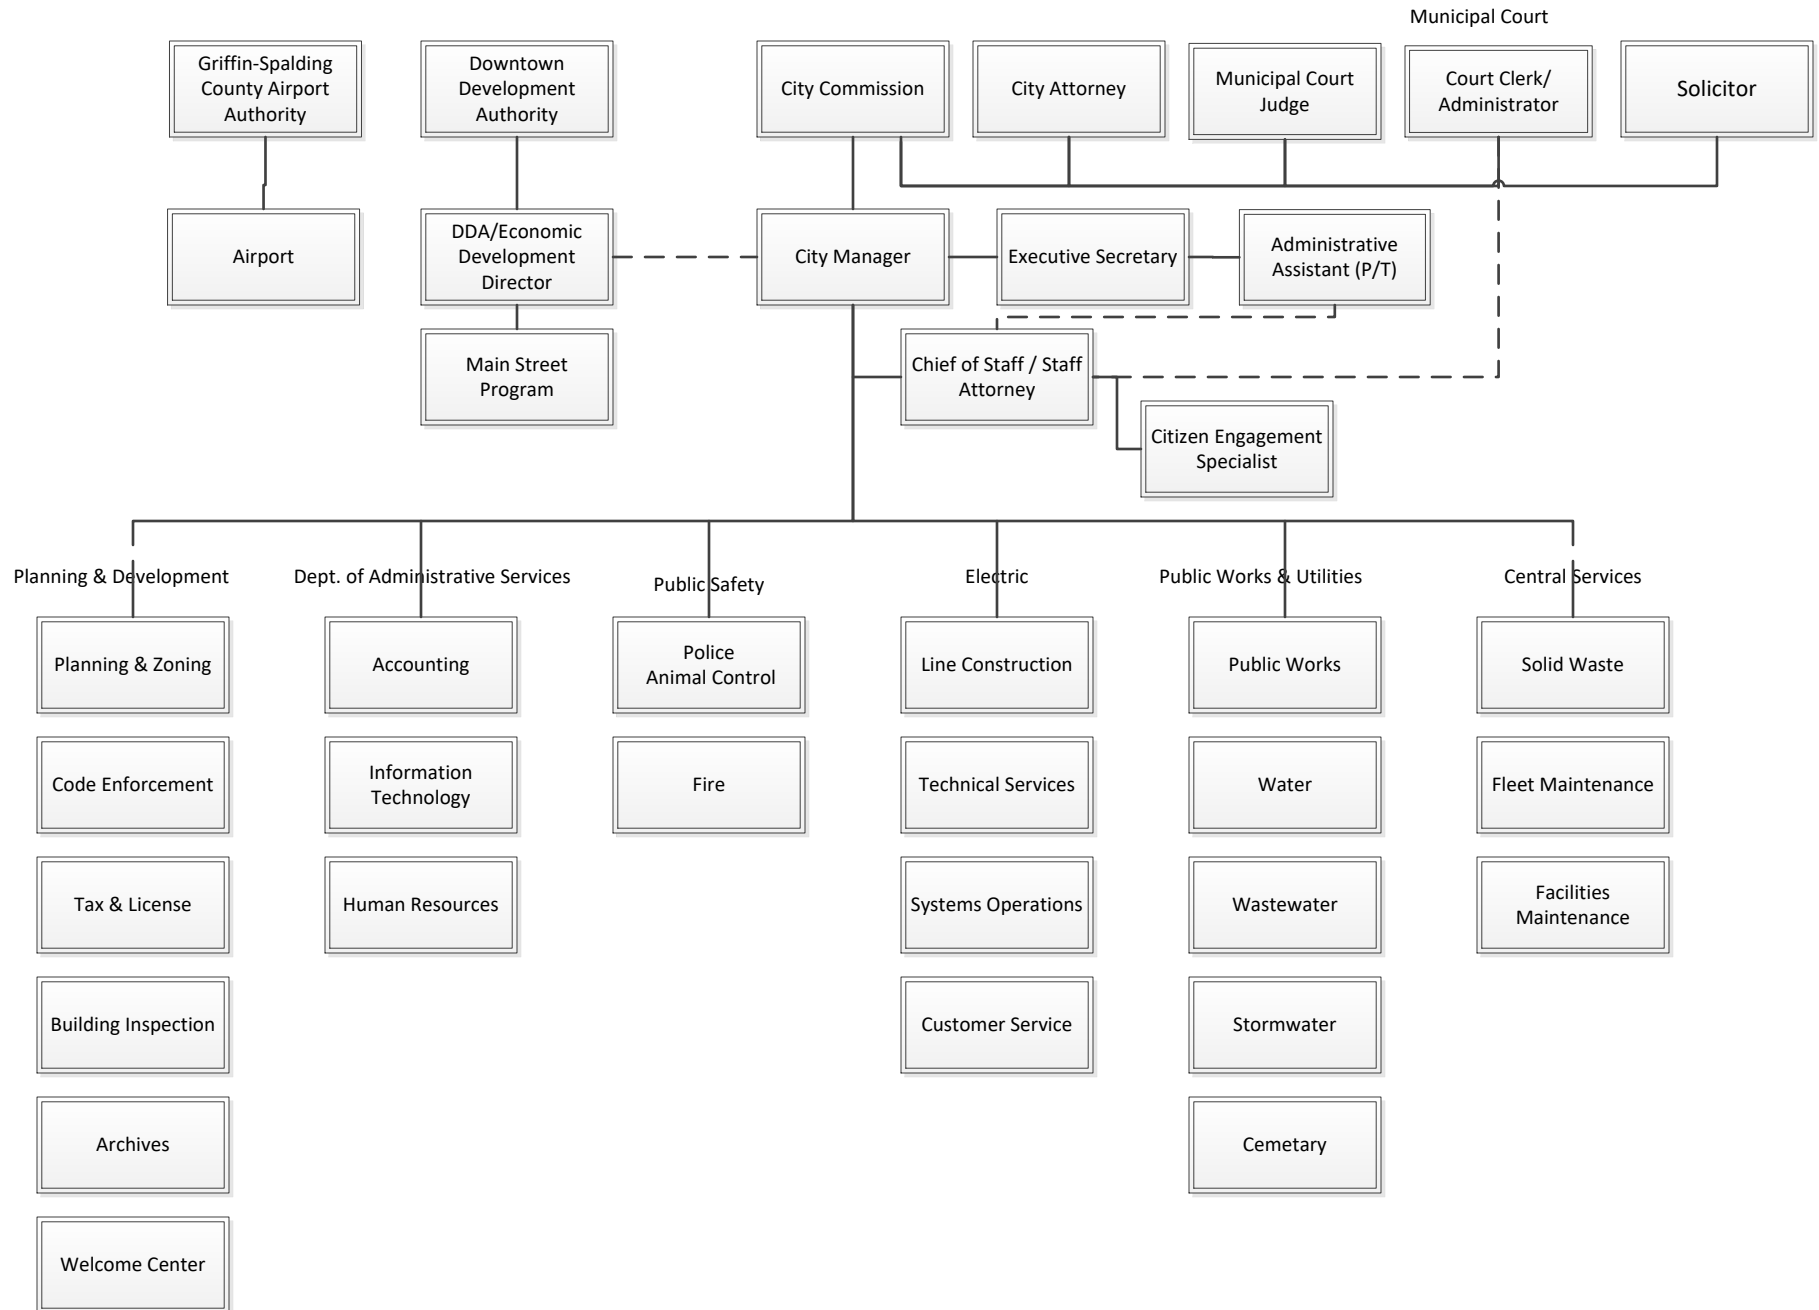 Municipal Court
Griffin-Spalding
County Airport
Authority
Downtown
Development
Authority
City Commission
City Attorney
Municipal Court
Judge
Court Clerk/
Administrator
Solicitor
Airport
DDA/Economic
Development
Director
City Manager
Executive Secretary
Administrative
Assistant (P/T)
Main Street
Program
Chief of Staff / Staff
Attorney
Citizen Engagement
Specialist
Planning & Development
Dept. of Administrative Services
Public Safety
Electric
Public Works & Utilities
Central Services
Planning & Zoning
Accounting
Police
Animal Control
Line Construction
Public Works
Solid Waste
Code Enforcement
Information
Technology
Fire
Technical Services
Water
Fleet Maintenance
Tax & License
Human Resources
Systems Operations
Wastewater
Facilities
Maintenance
Building Inspection
Customer Service
Stormwater
Archives
Cemetary
Welcome Center